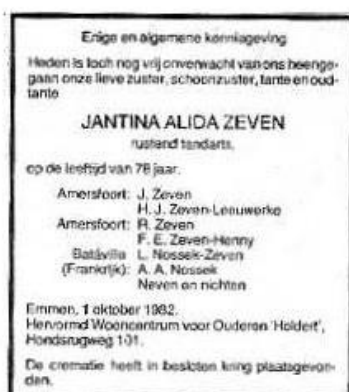 Enige en algemene kennisgeving
Heden is toch nog vrij onverwacht van ons heenge-
gaan onze lieve zuster, schoonzuster, tante en oud-
tante
JANTINA ALIDA ZEVEN
rustend tandarts,
op de leeftijd van 78 jaar.
Amersfoort: J. Zeven
H. J. Zeven-Leeuwerke
Amersfoort: R. Zeven
F. E. Zeven-Henny
Batàville L. Nossek-Zeven
(Frankrijk): A. A. Nossek
Neven en nichten
Emmen, 1 oktober 1982.
Hervormd Wooncentrum voor Ouderen 'Holdert',
Hondsrugweg 101.
De crematie heeft in besloten kring plaatsgevon-
den.